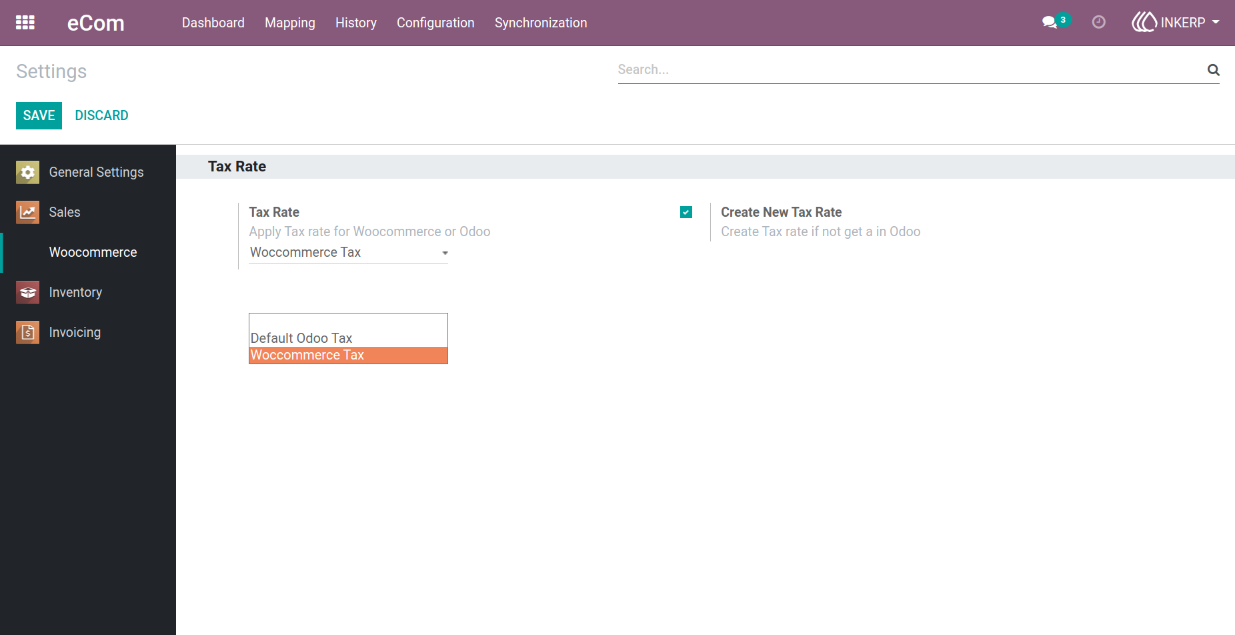 eCom Dashboard Mapping History Configuration Synchronization 3 INKERP
Settings
Search...
SAVE DISCARD
General Settings
Sales
Woocommerce
Inventory
Invoicing
Tax Rate
Tax Rate
Apply Tax rate for Woocommerce or Odoo
Woccommerce Tax
Create New Tax Rate
Create Tax rate if not get a in Odoo
Default Odoo Tax
Woccommerce Tax